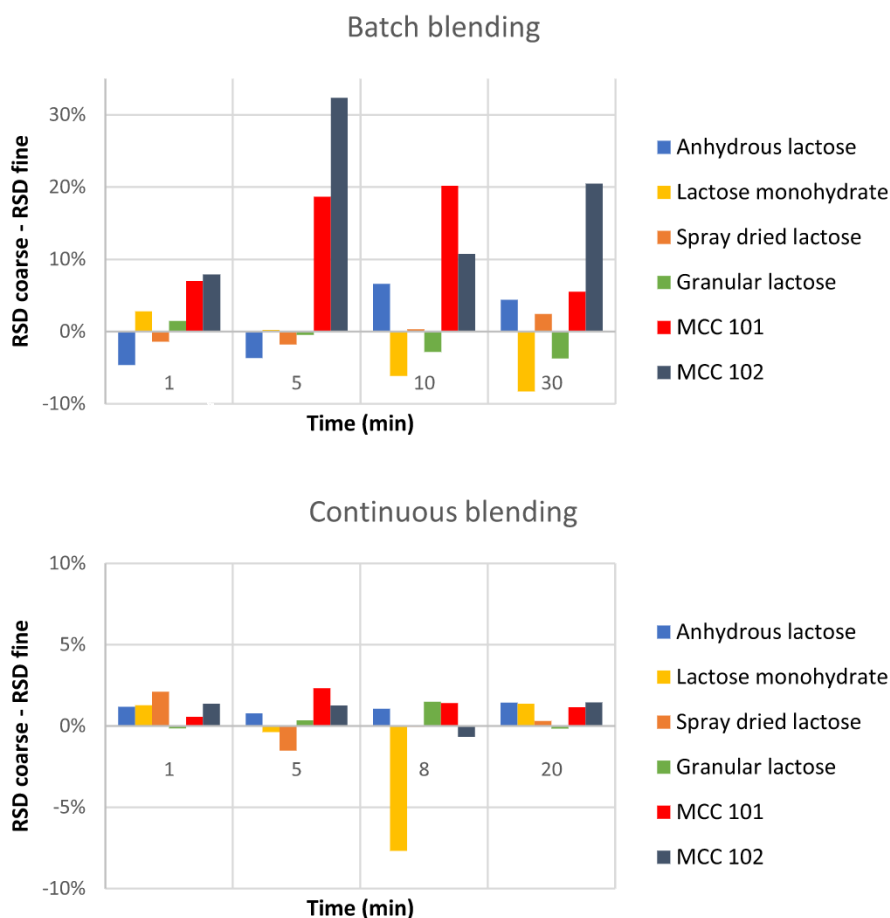 Batch blending
30%
20%
10%
0%
-10%
RSD coarse - RSD fine
1 5 10 30
Time (min)
Anhydrous lactose
Lactose monohydrate
Spray dried lactose
Granular lactose
MCC 101
MCC 102
Continuous blending
10%
5%
0%
-5%
-10%
RSD coarse - RSD fine
1 5 8 20
Time (min)
Anhydrous lactose
Lactose monohydrate
Spray dried lactose
Granular lactose
MCC 101
MCC 102